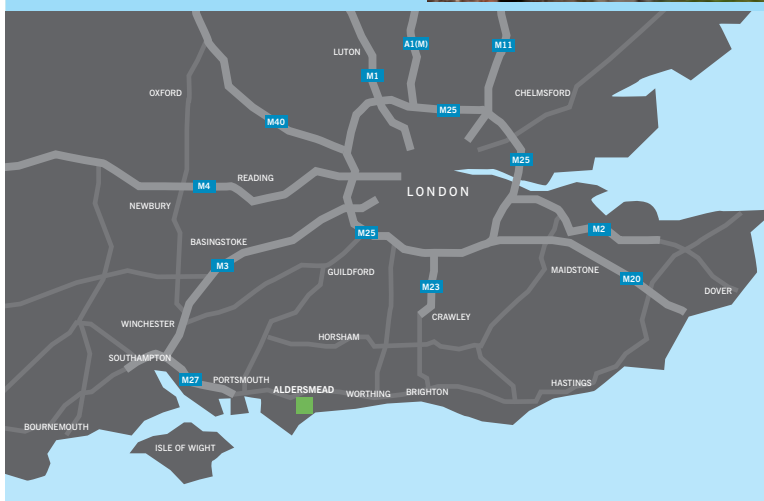 LUTON
A1(M)
M11
M1
OXFORD
CHELMSFORD
M25
M40
M25
READING
M4
LONDON
NEWBURY
M25
M2
BASINGSTOKE
M3
GUILDFORD
MAIDSTONE
M20
M23
DOVER
CRAWLEY
WINCHESTER
HORSHAM
SOUTHAMPTON
M27
PORTSMOUTH
ALDERSMEAD
WORTHING
BRIGHTON
HASTINGS
BOURNEMOUTH
ISLE OF WIGHT